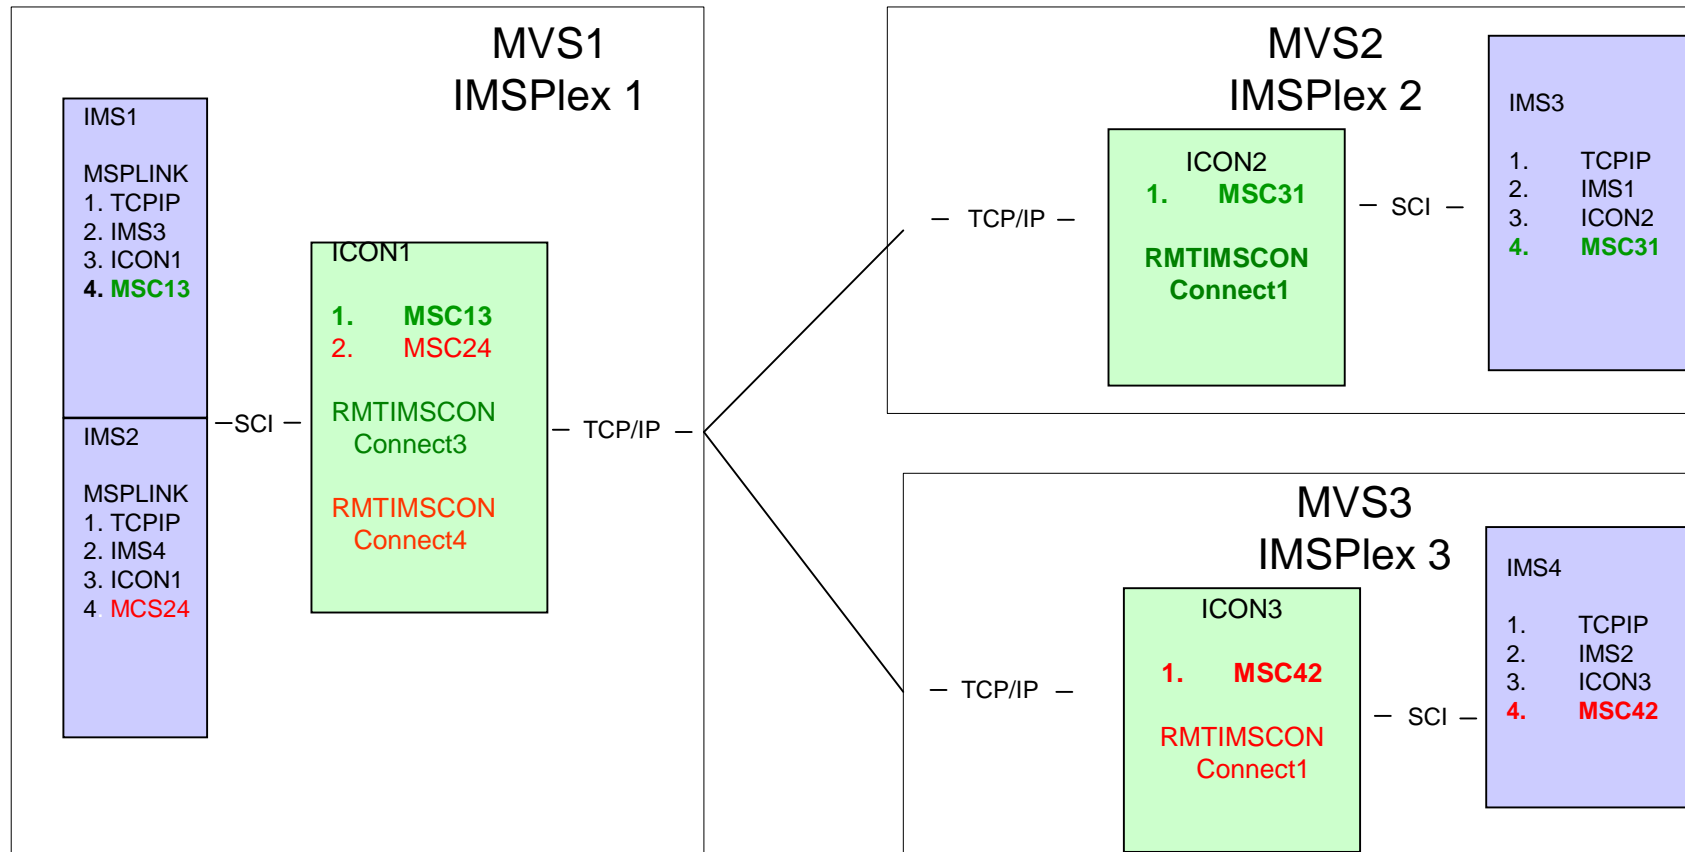 MVS1
IMSPlex 1
IMS1
MSPLINK
1. TCPIP
2. IMS3
3. ICON1
4. MSC13
IMS2
MSPLINK
1. TCPIP
2. IMS4
3. ICON1
4. MCS24
SCI
ICON1
1. MSC13
2. MSC24
RMTIMSCON
Connect3
RMTIMSCON
Connect4
TCP/IP
MVS2
IMSPlex 2
TCP/IP
ICON2
1. MSC31
RMTIMSCON
Connect1
SCI
IMS3
1. TCPIP
2. IMS1
3. ICON2
4. MSC31
MVS3
IMSPlex 3
TCP/IP
ICON3
1. MSC42
RMTIMSCON
Connect1
SCI
IMS4
1. TCPIP
2. IMS2
3. ICON3
4. MSC42